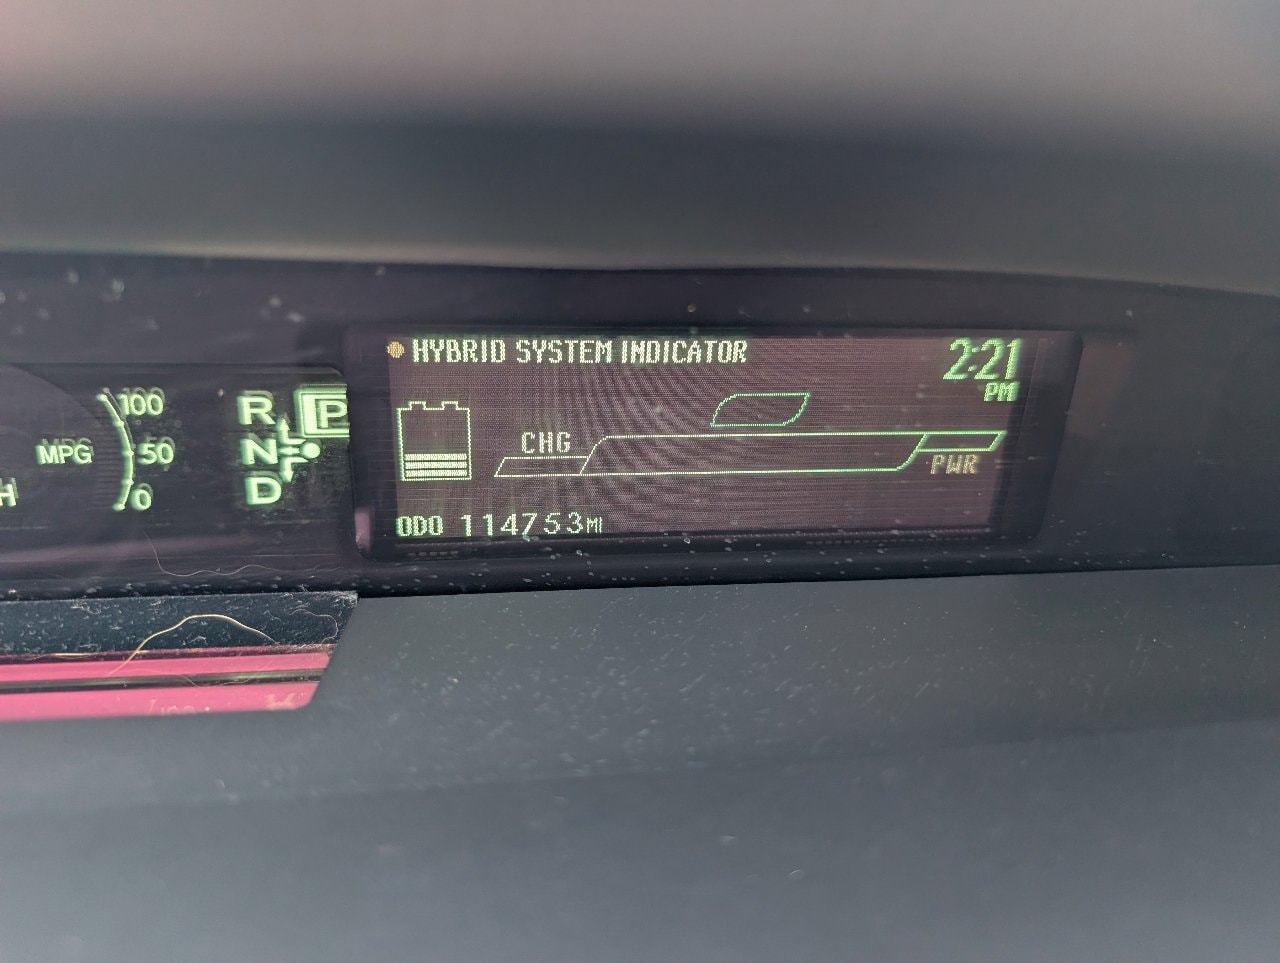 HYBRID SYSTEM INDICATOR
2:21
PM
100
MPG
50
0
H
R
P
N
D
CHG
PWR
ODO 114753MI